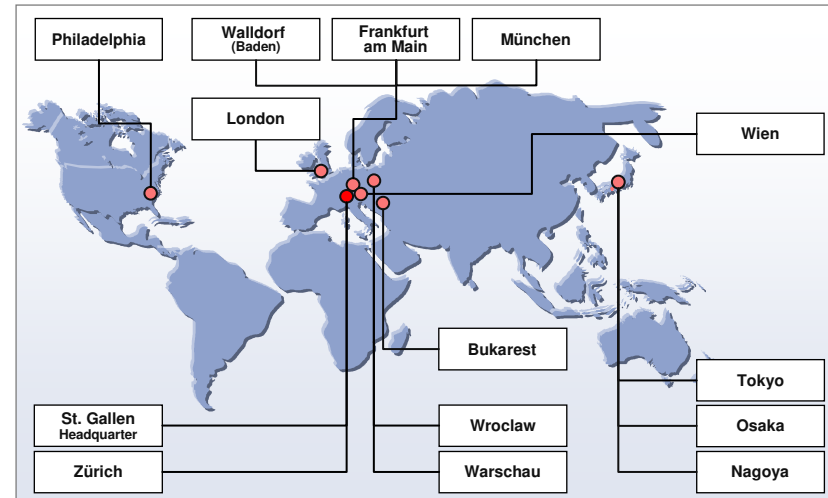 Philadelphia
Walldorf
(Baden)
Frankfurt
am Main
München
London
Wien
Bukarest
Tokyo
St. Gallen
Headquarter
Wroclaw
Osaka
Zürich
Warschau
Nagoya